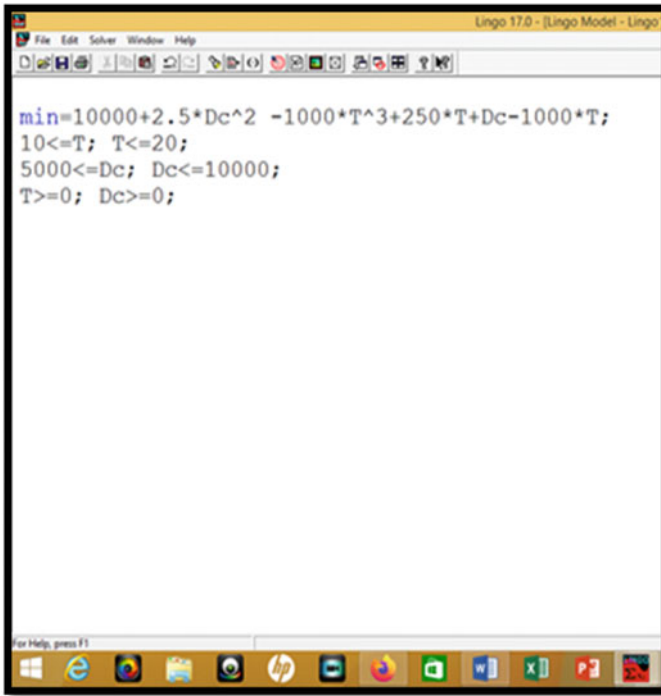 Lingo 17.0 - [Lingo Model - Lingo
File Edit Solver Window Help
min=10000+2.5*Dc^2 -1000*T^3+250*T+Dc-1000*T;
10<=T; T<=20;
5000<=Dc; Dc<=10000;
T>=0; Dc>=0;
For Help, press F1